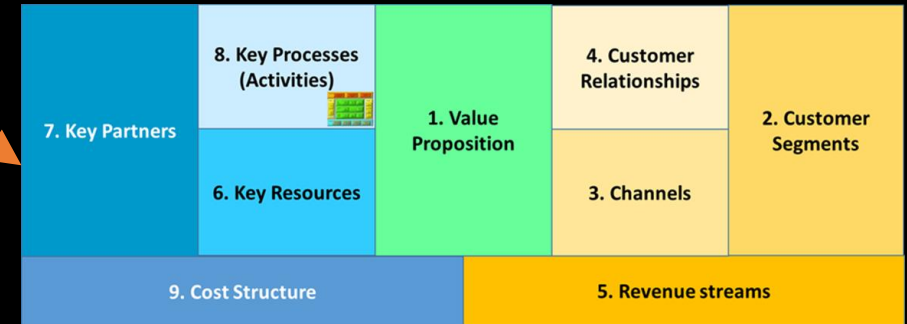 8. Key Processes
(Activities)
4. Customer
Relationships
7. Key Partners
1. Value
Proposition
2. Customer
Segments
6. Key Resources
3. Channels
9. Cost Structure
5. Revenue streams